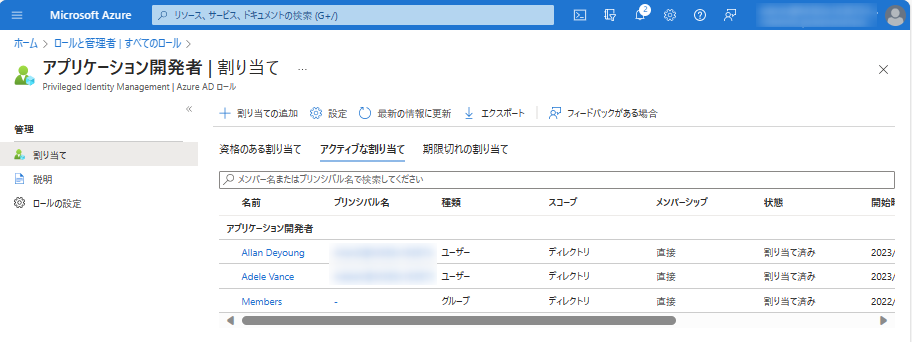 Microsoft Azure
リソース、サービス、ドキュメントの検索 (G+/)
2
ホーム > ロールと管理者 | すべてのロール >
アプリケーション開発者 | 割り当て ...
Privileged Identity Management | Azure AD ロール
管理
割り当て
説明
ロールの設定
割り当ての追加 設定 最新の情報に更新 エクスポート フィードバックがある場合
資格のある割り当て アクティブな割り当て 期限切れの割り当て
メンバー名またはプリンシパル名で検索してください
名前 プリンシパル名 種類 スコープ メンバーシップ 状態 開始時
アプリケーション開発者
Allan Deyoung ユーザー ディレクトリ 直接 割り当て済み 2023/
Adele Vance ユーザー ディレクトリ 直接 割り当て済み 2023/
Members - グループ ディレクトリ 直接 割り当て済み 2022/